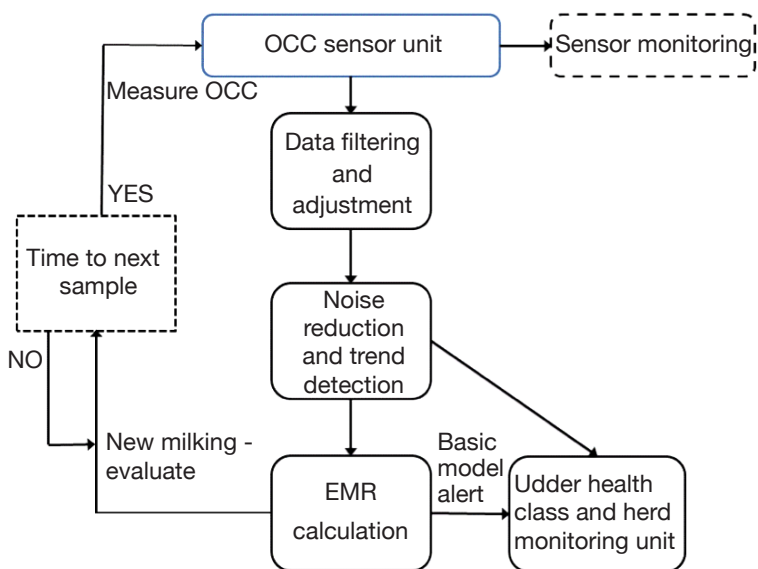 OCC sensor unit
Sensor monitoring
Measure OCC
Data filtering
and
adjustment
YES
Time to next
sample
Noise
reduction
and trend
detection
NO
New milking -
evaluate
Basic
model
alert
EMR
calculation
Udder health
class and herd
monitoring unit